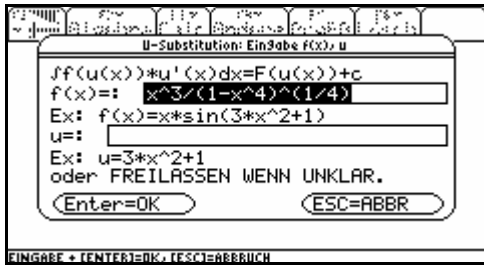 U-Substitution: Eingabe f(x), u
∫f(u(x))*u'(x)dx=F(u(x))+c
f(x)=: x^3/(1-x^4)^(1/4)
Ex: f(x)=x*sin(3*x^2+1)
u=:
Ex: u=3*x^2+1
oder FREILASSEN WENN UNKLAR.
Enter=OK ESC=ABBR
EINGABE + [ENTER]=OK, [ESC]=ABBRUCH